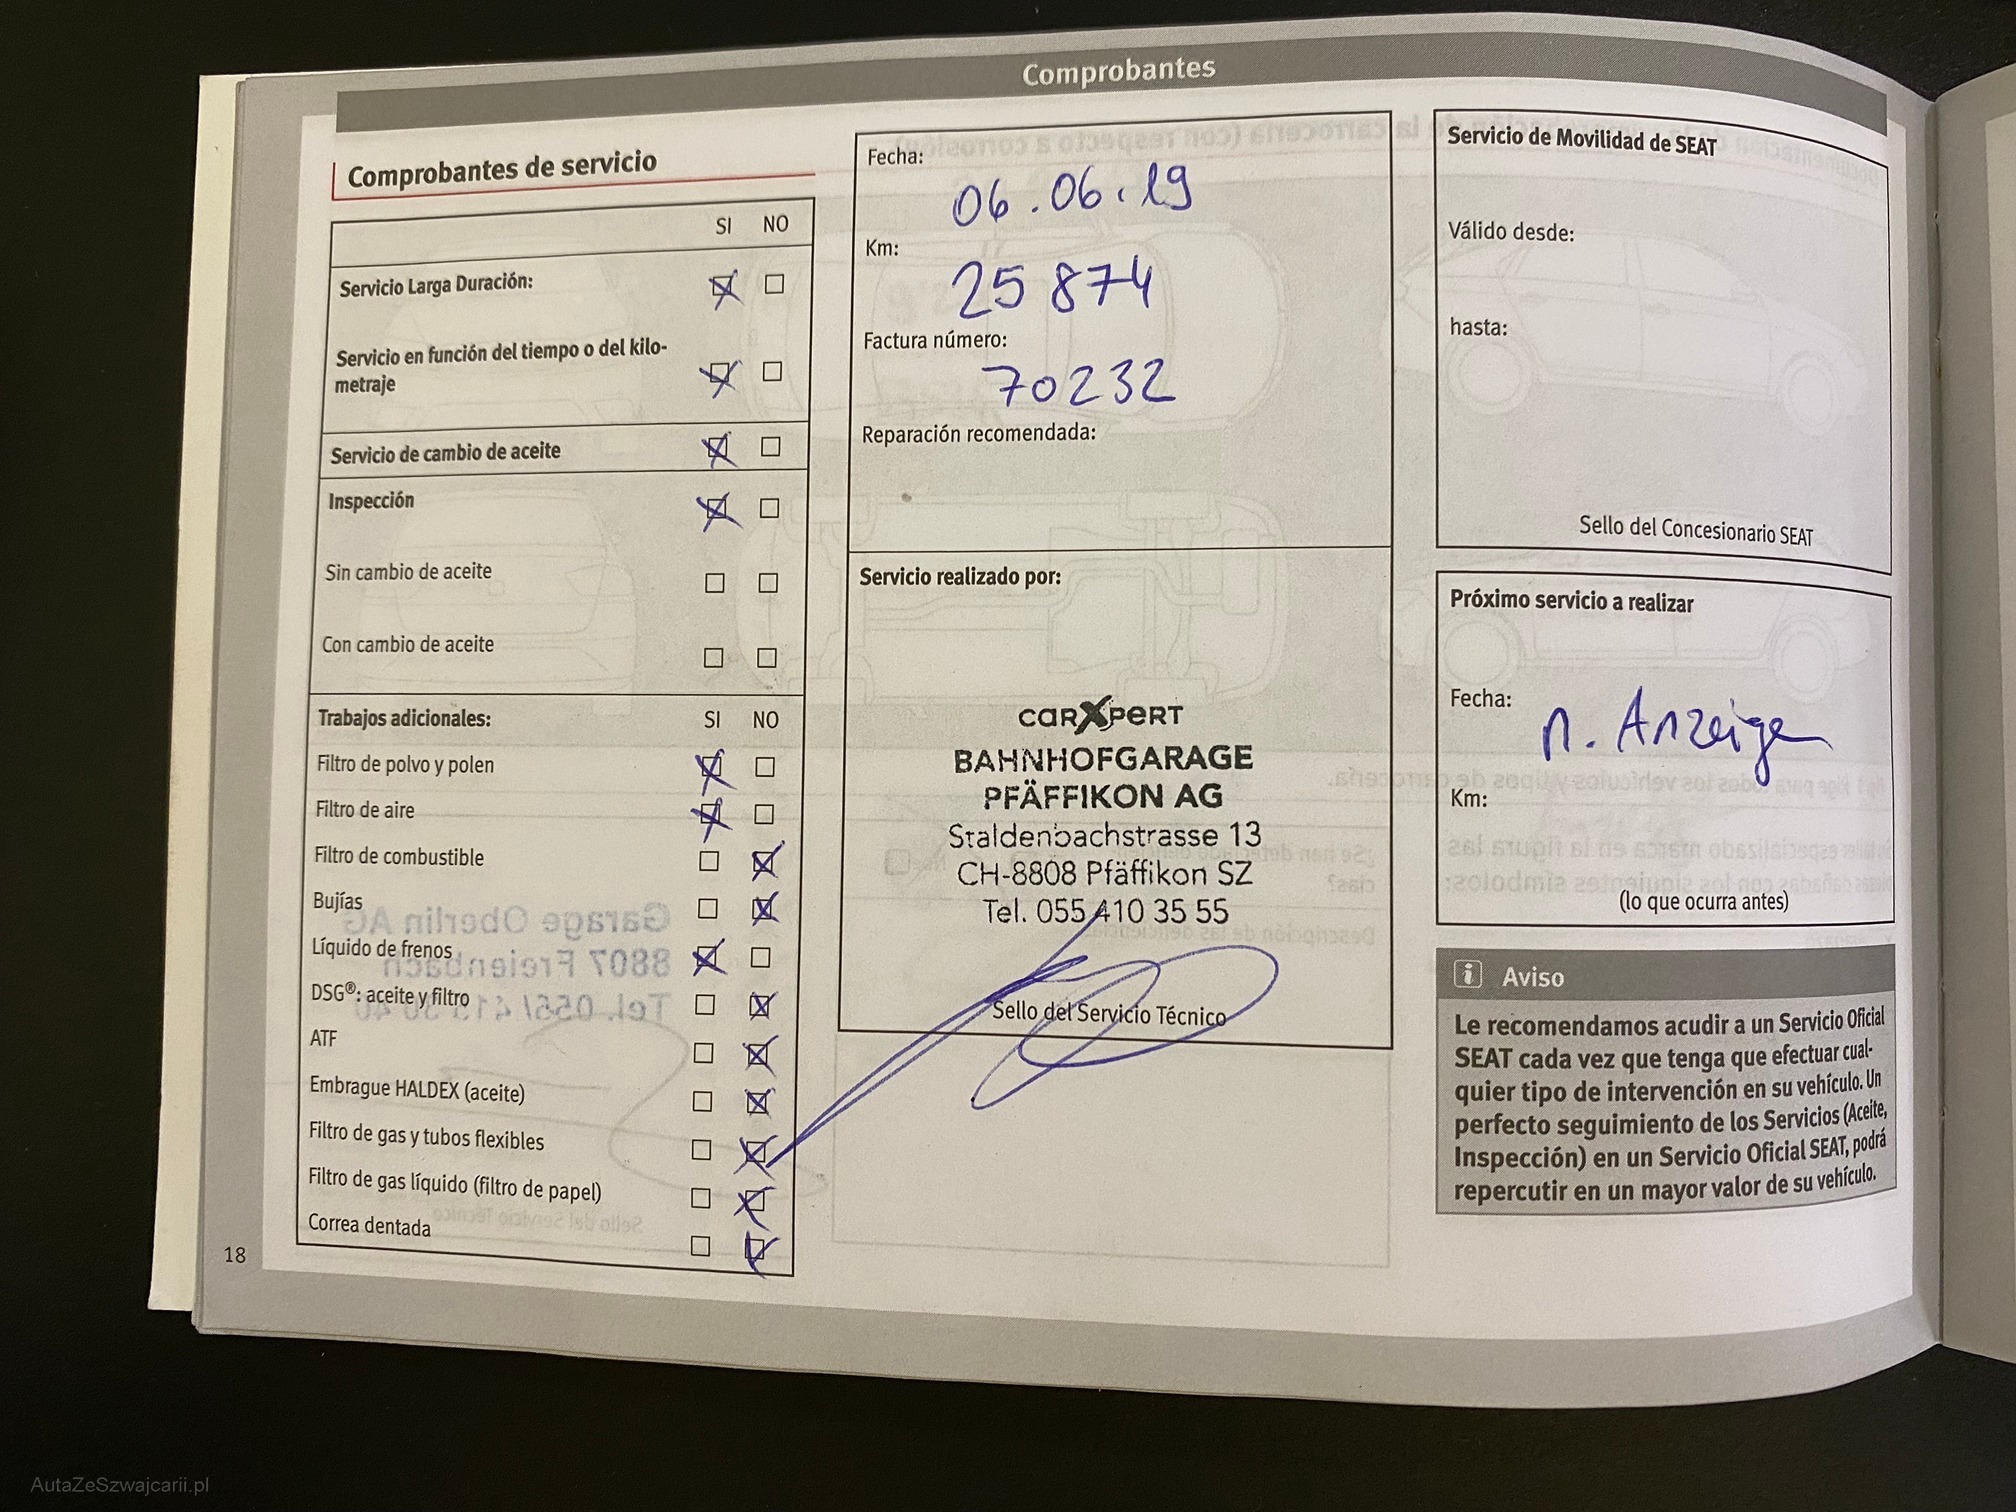 Comprobantes
Comprobantes de servicio
SI NO
Servicio Larga Duración:
Servicio en función del tiempo o del kilo-
metraje
Servicio de cambio de aceite
Inspección
Sin cambio de aceite
Con cambio de aceite
Trabajos adicionales: SI NO
Filtro de polvo y polen
Filtro de aire
Filtro de combustible
Bujías
Líquido de frenos
DSG®: aceite y filtro
ATF
Embrague HALDEX (aceite)
Filtro de gas y tubos flexibles
Filtro de gas líquido (filtro de papel)
Correa dentada
18
Fecha:
06.06.19
Km:
25 874
Factura número:
70232
Reparación recomendada:
Servicio realizado por:
carXpert
BAHNHOFGARAGE
PFÄFFIKON AG
Staldenbachstrasse 13
CH-8808 Pfäffikon SZ
Tel. 055 410 35 55
Sello del Servicio Técnico
Servicio de Movilidad de SEAT
Válido desde:
hasta:
Sello del Concesionario SEAT
Próximo servicio a realizar
Fecha:
n. Anzeige
Km:
(lo que ocurra antes)
i Aviso
Le recomendamos acudir a un Servicio Oficial
SEAT cada vez que tenga que efectuar cual-
quier tipo de intervención en su vehículo. Un
perfecto seguimiento de los Servicios (Aceite,
Inspección) en un Servicio Oficial SEAT, podrá
repercutir en un mayor valor de su vehículo.
AutaZeSzwajcarii.pl